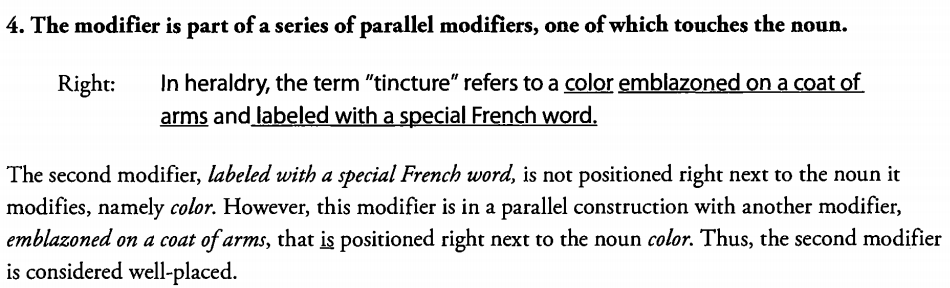 4. The modifier is part of a series of parallel modifiers, one of which touches the noun.
Right: In heraldry, the term "tincture" refers to a color emblazoned on a coat of
arms and labeled with a special French word.
The second modifier, labeled with a special French word, is not positioned right next to the noun it
modifies, namely color. However, this modifier is in a parallel construction with another modifier,
emblazoned on a coat of arms, that is positioned right next to the noun color. Thus, the second modifier
is considered well-placed.